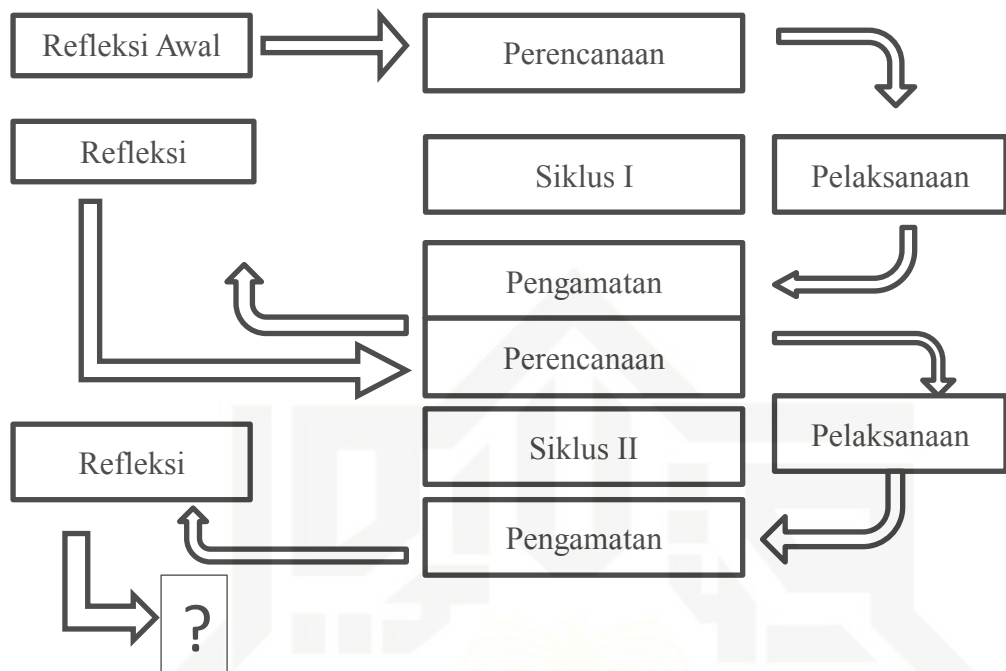 Refleksi Awal
Perencanaan
Refleksi
Siklus I
Pelaksanaan
Pengamatan
Perencanaan
Refleksi
Siklus II
Pelaksanaan
Pengamatan
?